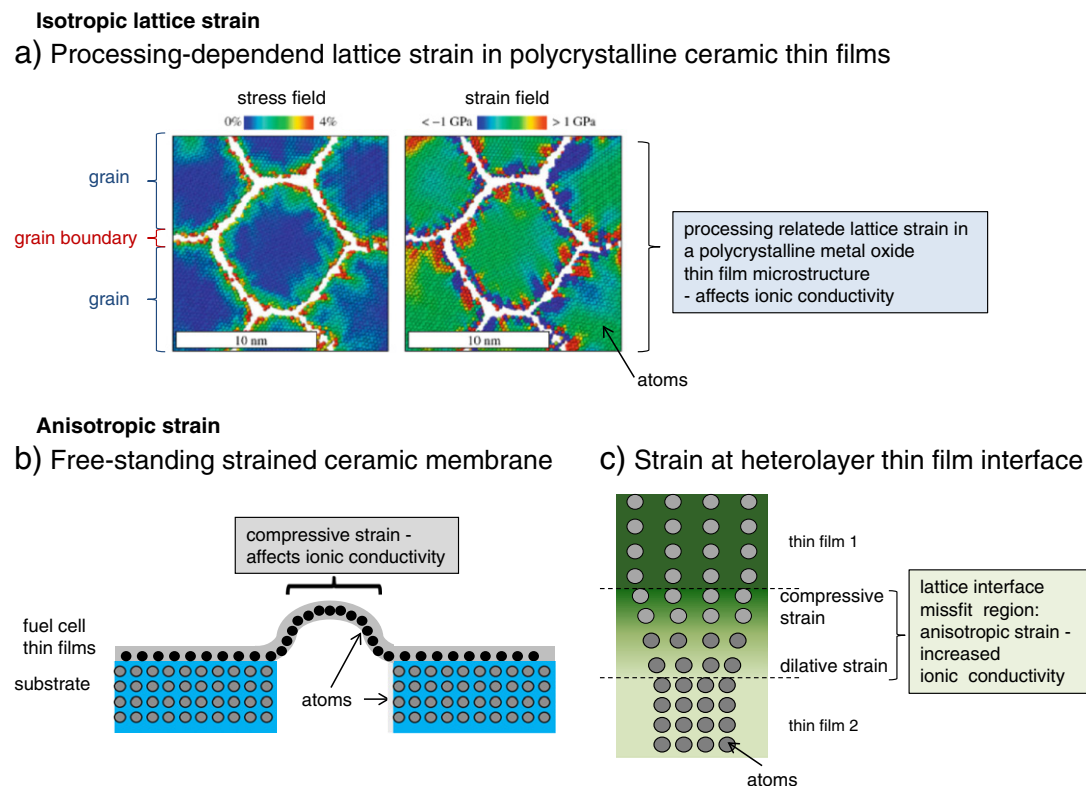 Isotropic lattice strain
a) Processing-dependend lattice strain in polycrystalline ceramic thin films
stress field
0% 4%
strain field
< -1 GPa > 1 GPa
grain
grain boundary
grain
10 nm
10 nm
processing relatede lattice strain in
a polycrystalline metal oxide
thin film microstructure
- affects ionic conductivity
atoms
Anisotropic strain
b) Free-standing strained ceramic membrane
compressive strain -
affects ionic conductivity
fuel cell
thin films
substrate
atoms
c) Strain at heterolayer thin film interface
thin film 1
compressive
strain
dilative strain
thin film 2
atoms
lattice interface
missfit region:
anisotropic strain -
increased
ionic conductivity